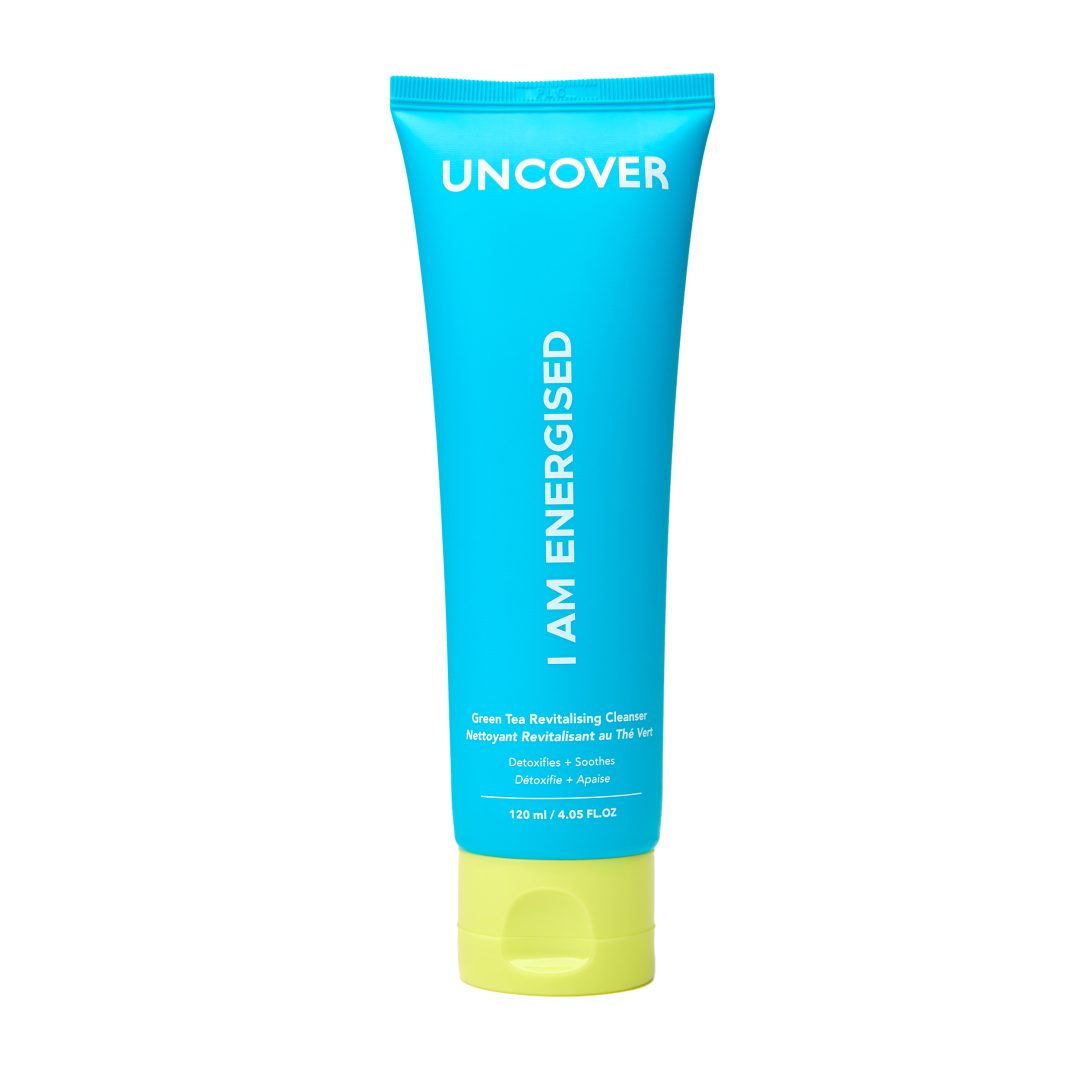 UNCOVER
I AM ENERGISED
Green Tea Revitalising Cleanser
Nettoyant Revitalisant au Thé Vert
Detoxifies + Soothes
Détoxifie + Apaise
120 ml / 4.05 FL.OZ